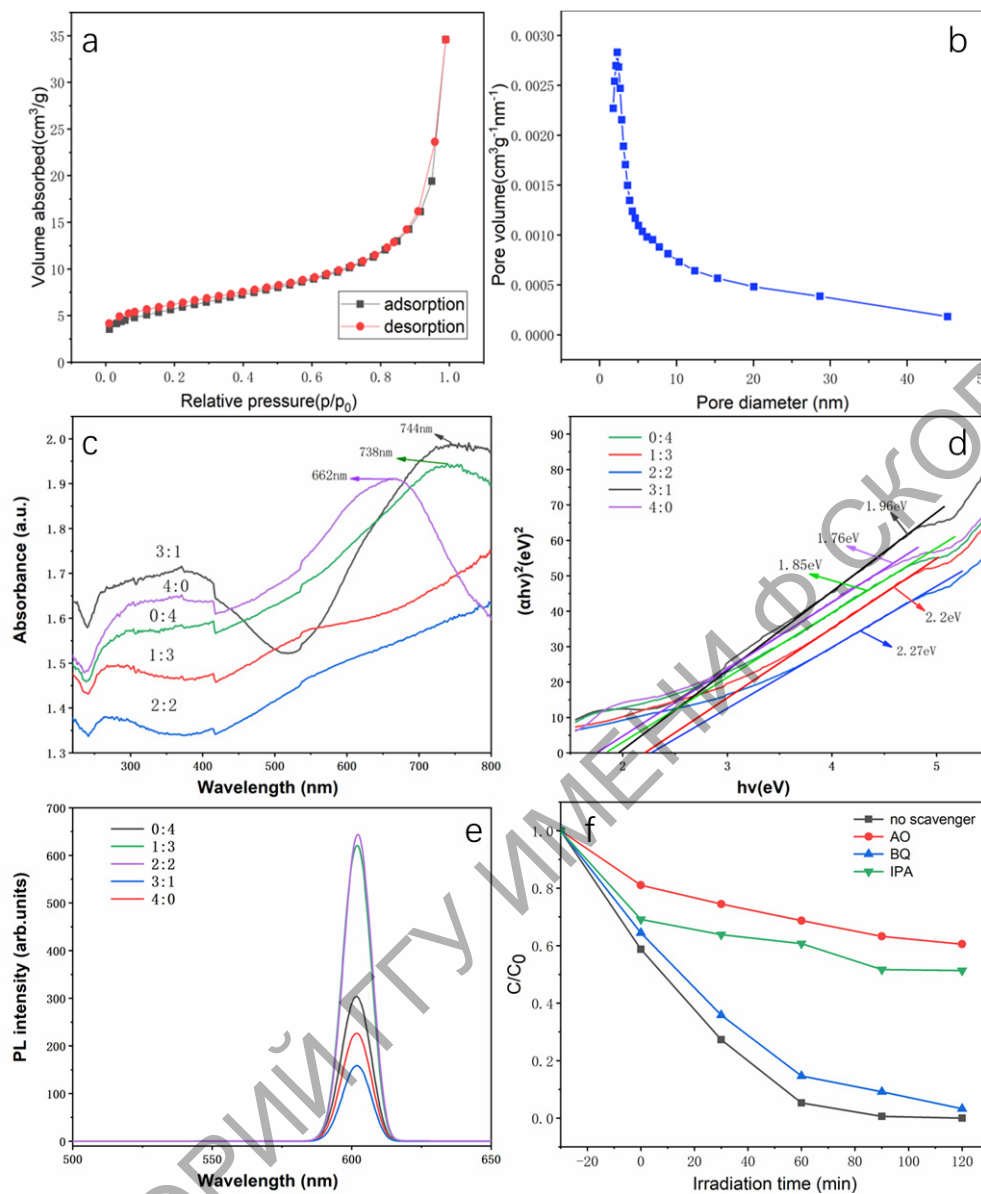 a
Volume absorbed(cm³/g)
35
30
25
20
15
10
5
0
0.0 0.2 0.4 0.6 0.8 1.0
Relative pressure(p/p₀)
adsorption
desorption
b
Pore volume(cm³g⁻¹nm⁻¹)
0.0030
0.0025
0.0020
0.0015
0.0010
0.0005
0.0000
0 10 20 30 40
Pore diameter (nm)
c
Absorbance (a.u.)
2.0
1.9
1.8
1.7
1.6
1.5
1.4
1.3
744nm
738nm
662nm
3:1
4:0
0:4
1:3
2:2
300 400 500 600 700 800
Wavelength (nm)
d
(αhν)²(eV)²
90
80
70
60
50
40
30
20
10
0
0:4
1:3
2:2
3:1
4:0
1.96eV
1.76eV
1.85eV
2.2eV
2.27eV
2 3 4 5
hν(eV)
e
PL intensity (arb.units)
700
600
500
400
300
200
100
0
0:4
1:3
2:2
3:1
4:0
500 550 600 650
Wavelength (nm)
f
C/C₀
1.0
0.8
0.6
0.4
0.2
0.0
no scavenger
AO
BQ
IPA
-20 0 20 40 60 80 100 120
Irradiation time (min)
РИЙ ГГУ ИМЕНИ Ф СКО